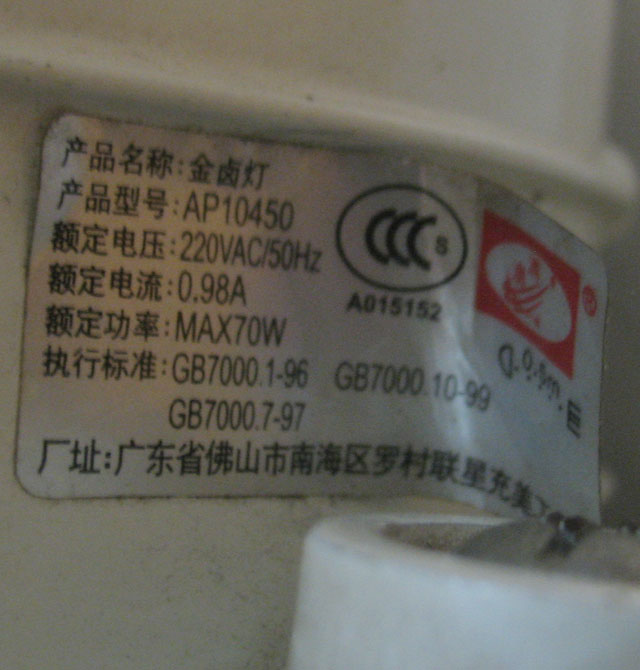 产品名称:金卤灯
产品型号:AP10450
额定电压:220VAC/50Hz
额定电流:0.98A
额定功率:MAX70W
执行标准:GB7000.1-96 GB7000.10-99
GB7000.7-97
厂址:广东省佛山市南海区罗村联星充美
CCC S
A015152
®